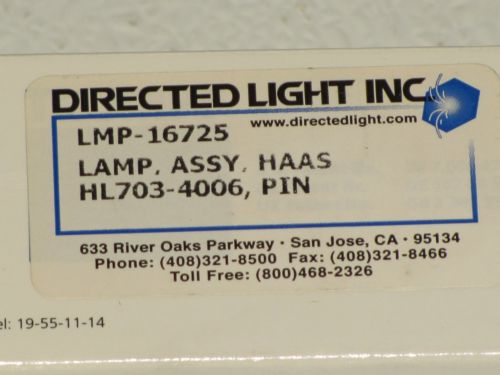 DIRECTED LIGHT INC.
www.directedlight.com
LMP-16725
LAMP, ASSY, HAAS
HL703-4006, PIN
633 River Oaks Parkway · San Jose, CA · 95134
Phone: (408)321-8500 Fax: (408)321-8466
Toll Free: (800)468-2326
el: 19-55-11-14